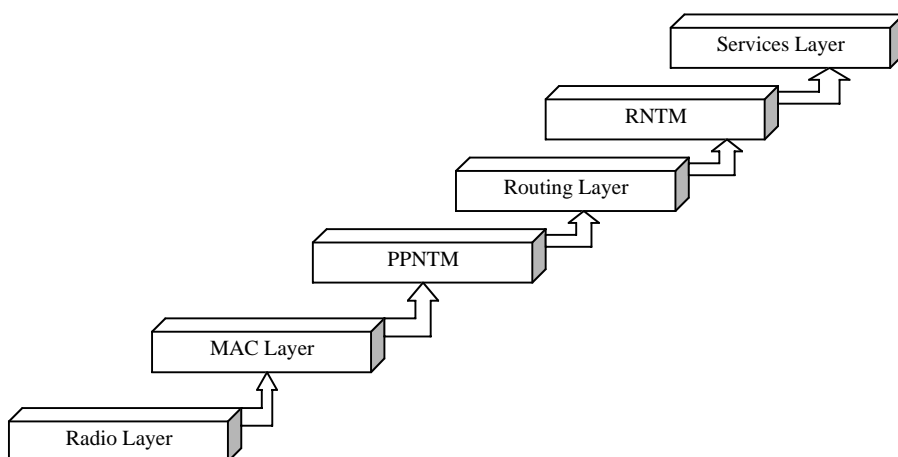 Services Layer
RNTM
Routing Layer
PPNTM
MAC Layer
Radio Layer